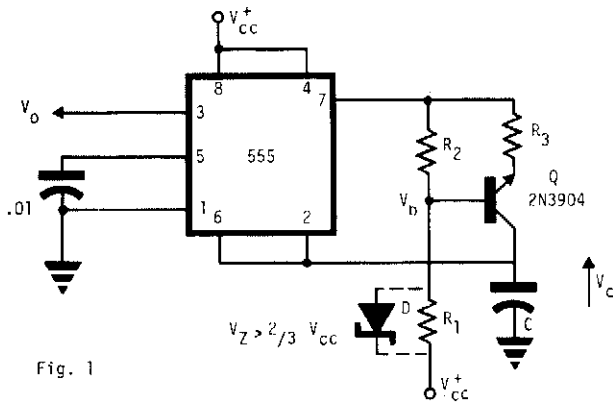 V+cc
8
4
7
3
Vo
R2
R3
5
555
Q
2N3904
Vb
.01
1
6
2
Vc
D
R1
C
VZ > 2/3 Vcc
Fig. 1
V+cc